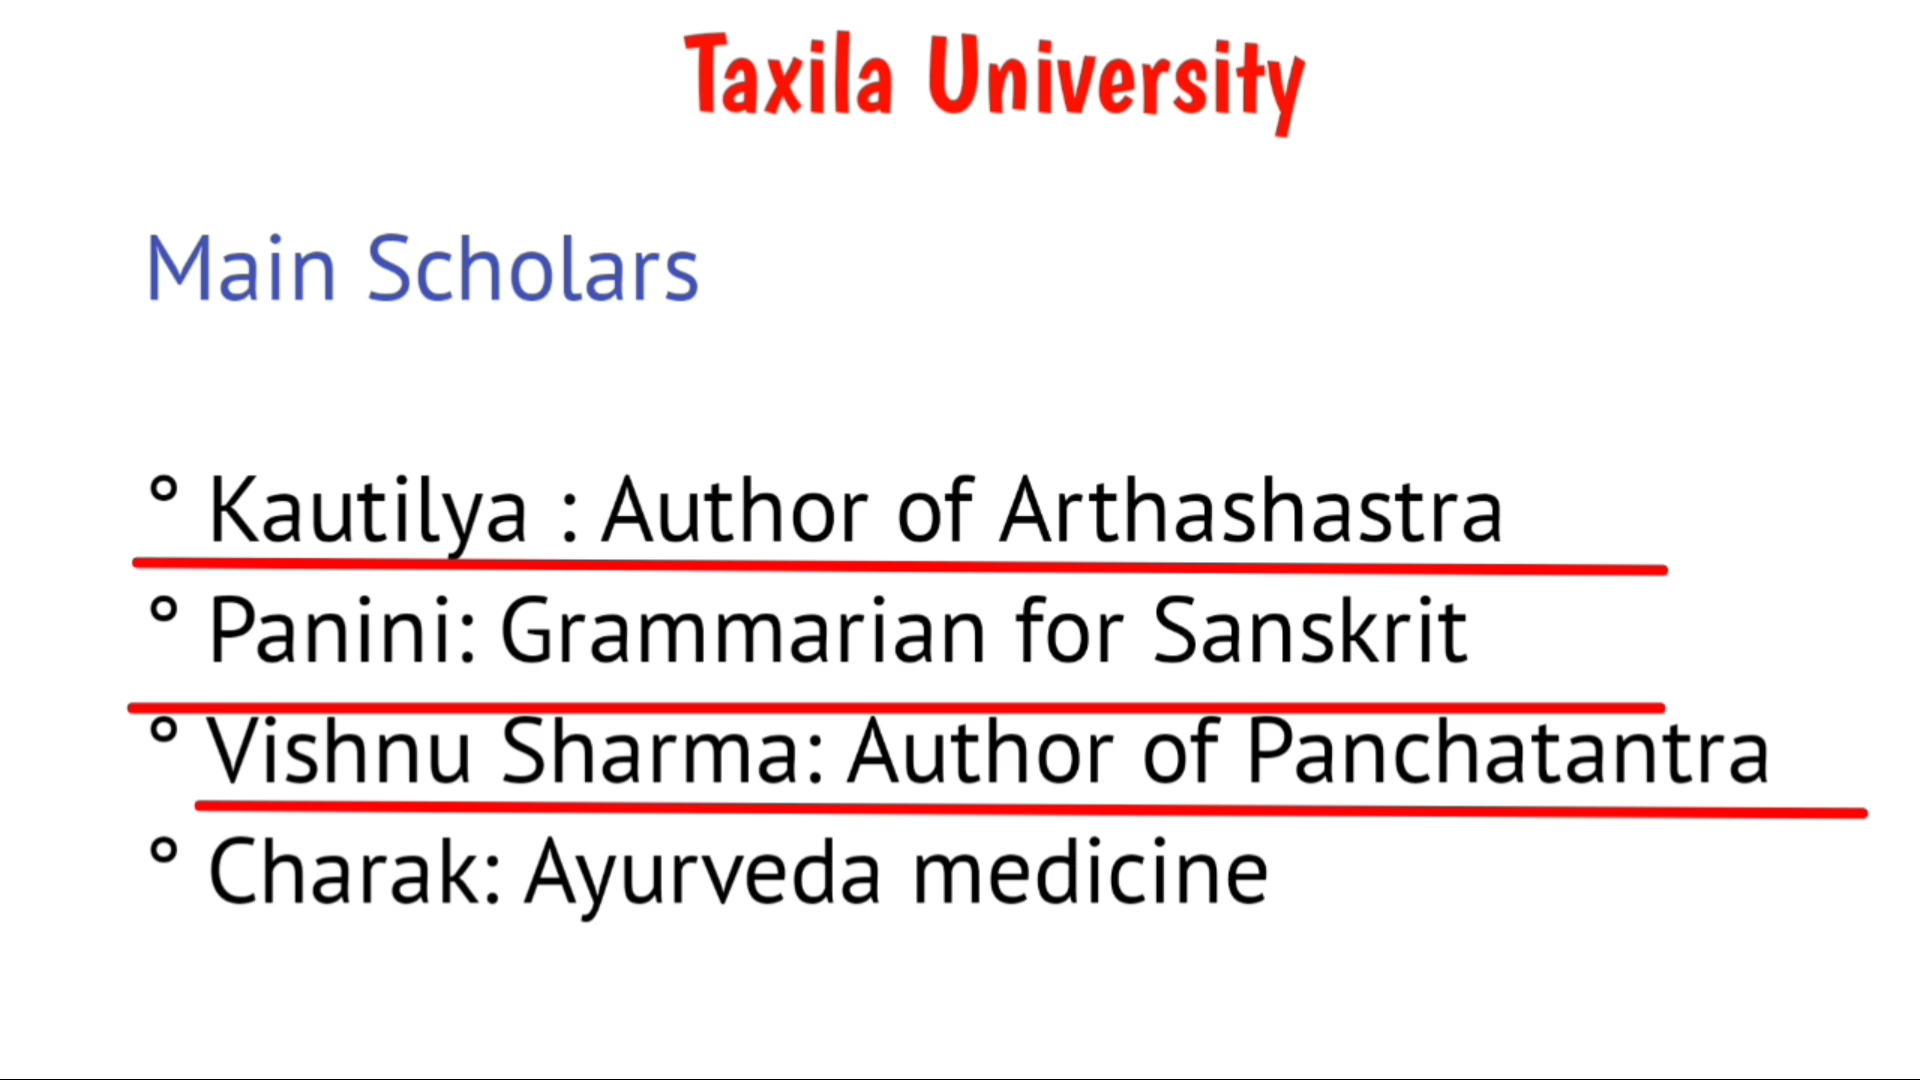 Taxila University
Main Scholars
° Kautilya : Author of Arthashastra
° Panini: Grammarian for Sanskrit
° Vishnu Sharma: Author of Panchatantra
° Charak: Ayurveda medicine